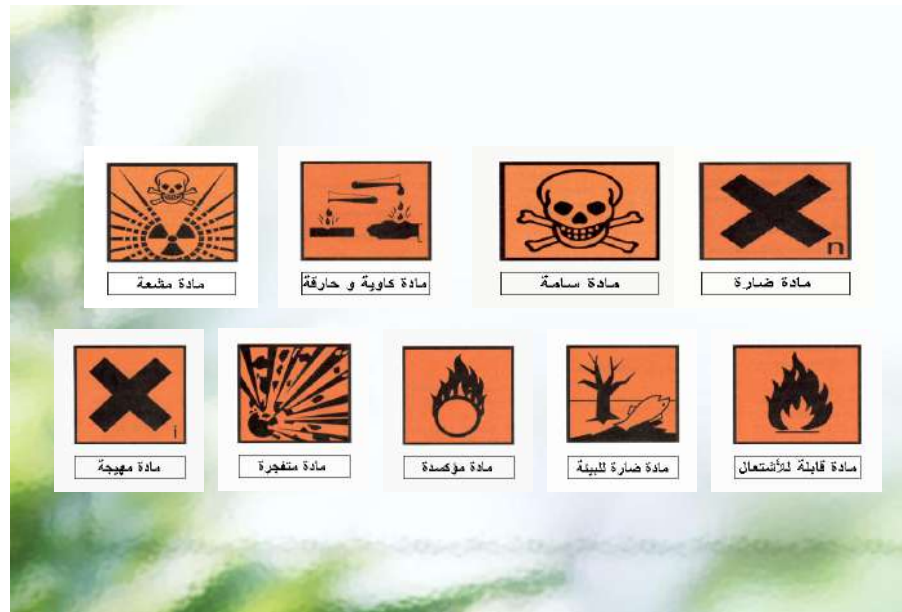 n
مادة ضارة
مادة سامة
مادة كاوية و حارقة
مادة مشعة
i
مادة قابلة للأشتعال
مادة ضارة للبيئة
مادة مؤكسدة
مادة متفجرة
مادة مهيجة